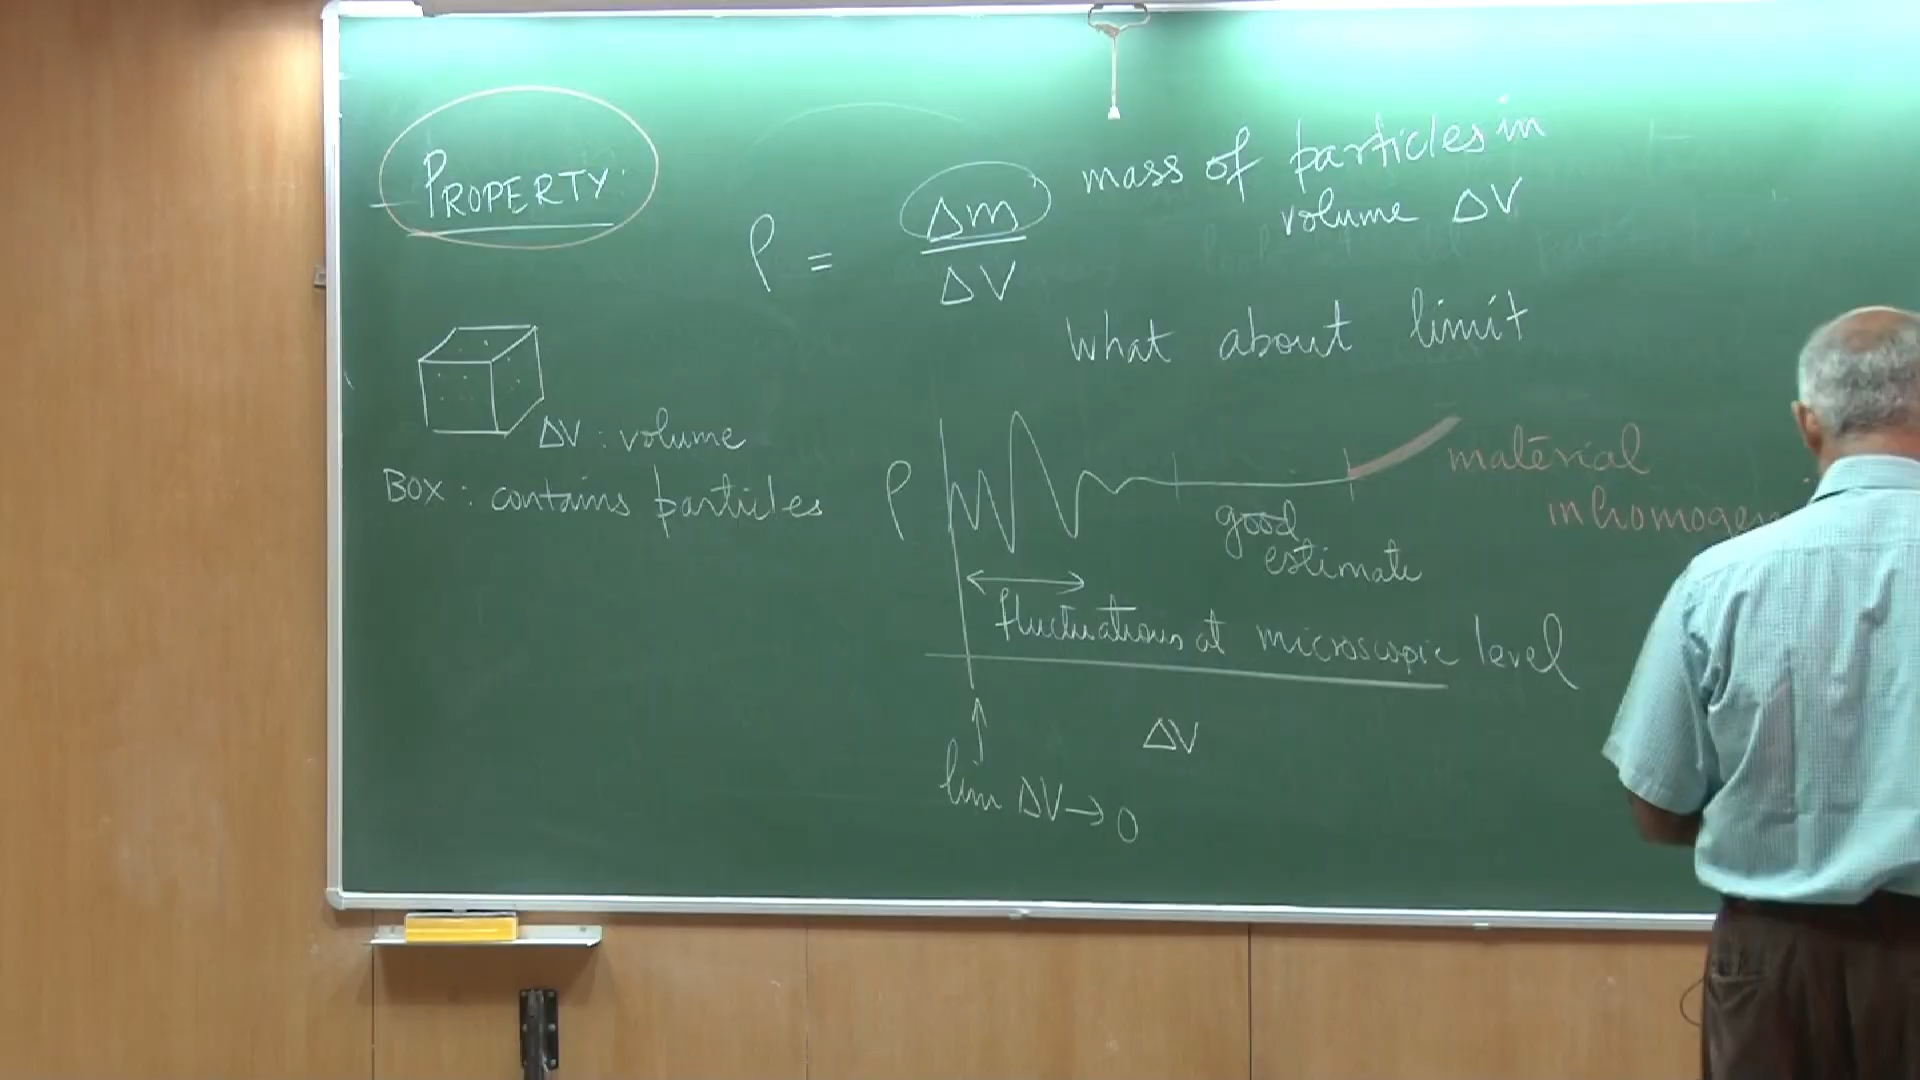 PROPERTY
ρ = Δm / ΔV
mass of particles in
volume ΔV
What about limit
ΔV : volume
Box : contains particles
ρ
material
good
estimate
fluctuations at microscopic level
ΔV
lim ΔV → 0